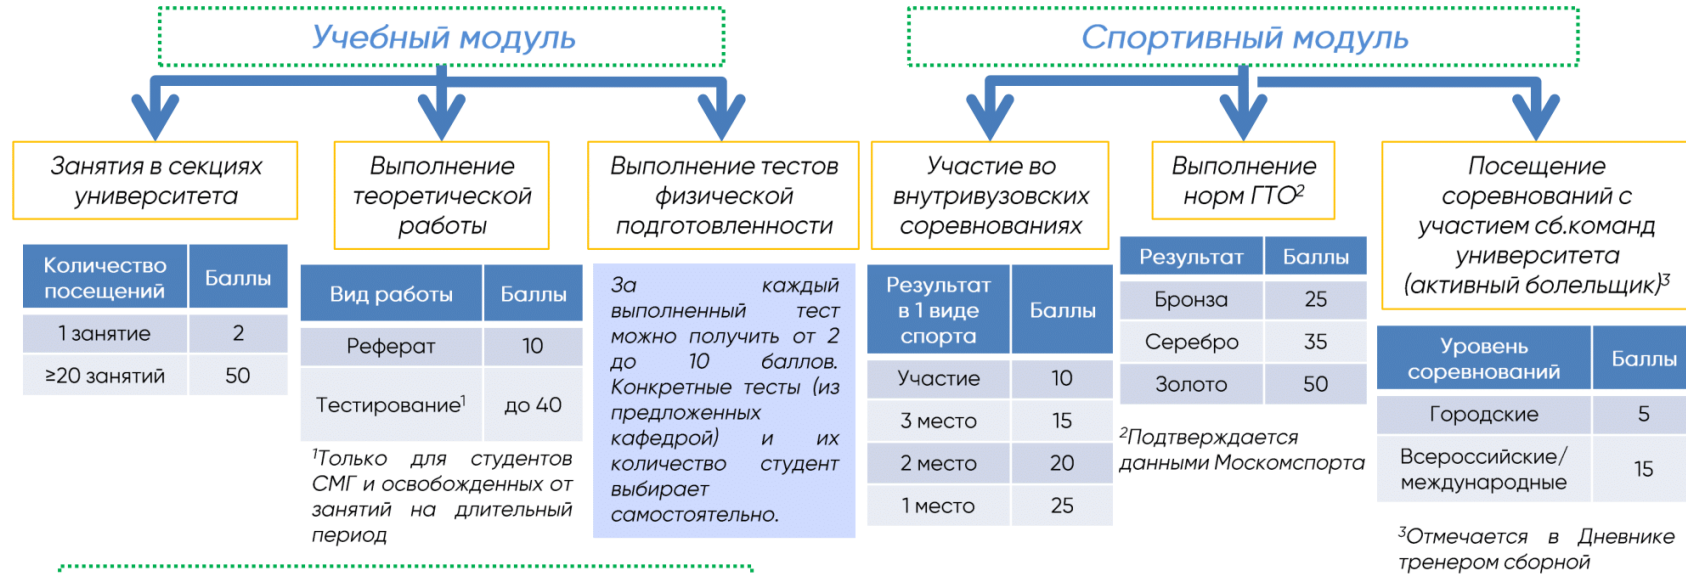 Учебный модуль
Занятия в секциях
университета
Количество посещений Баллы
1 занятие 2
≥20 занятий 50
Выполнение
теоретической
работы
Вид работы Баллы
Реферат 10
Тестирование¹ до 40
¹Только для студентов
СМГ и освобожденных от
занятий на длительный
период
Выполнение тестов
физической
подготовленности
За каждый
выполненный тест
можно получить от 2
до 10 баллов.
Конкретные тесты (из
предложенных
кафедрой) и их
количество студент
выбирает
самостоятельно.
Спортивный модуль
Участие во
внутривузовских
соревнованиях
Результат в 1 виде спорта Баллы
Участие 10
3 место 15
2 место 20
1 место 25
Выполнение
норм ГТО²
Результат Баллы
Бронза 25
Серебро 35
Золото 50
²Подтверждается
данными Москомспорта
Посещение
соревнований с
участием сб.команд
университета
(активный болельщик)³
Уровень соревнований Баллы
Городские 5
Всероссийские/ международные 15
³Отмечается в Дневнике
тренером сборной